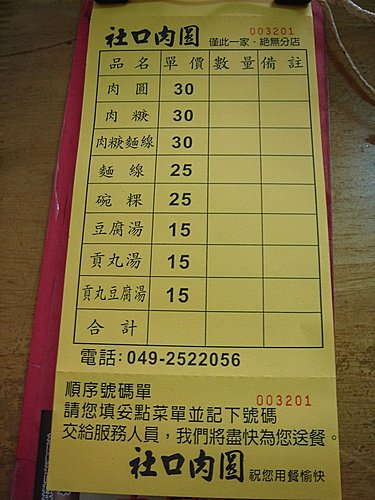 社口肉圓 003201
僅此一家．絕無分店
品名 單價 數量 備註
肉圓 30
肉糠 30
肉糠麵線 30
麵線 25
碗粿 25
豆腐湯 15
貢丸湯 15
貢丸豆腐湯 15
合計
電話:049-2522056
順序號碼單 003201
請您填妥點菜單並記下號碼
交給服務人員，我們將盡快為您送餐。
社口肉圓 祝您用餐愉快